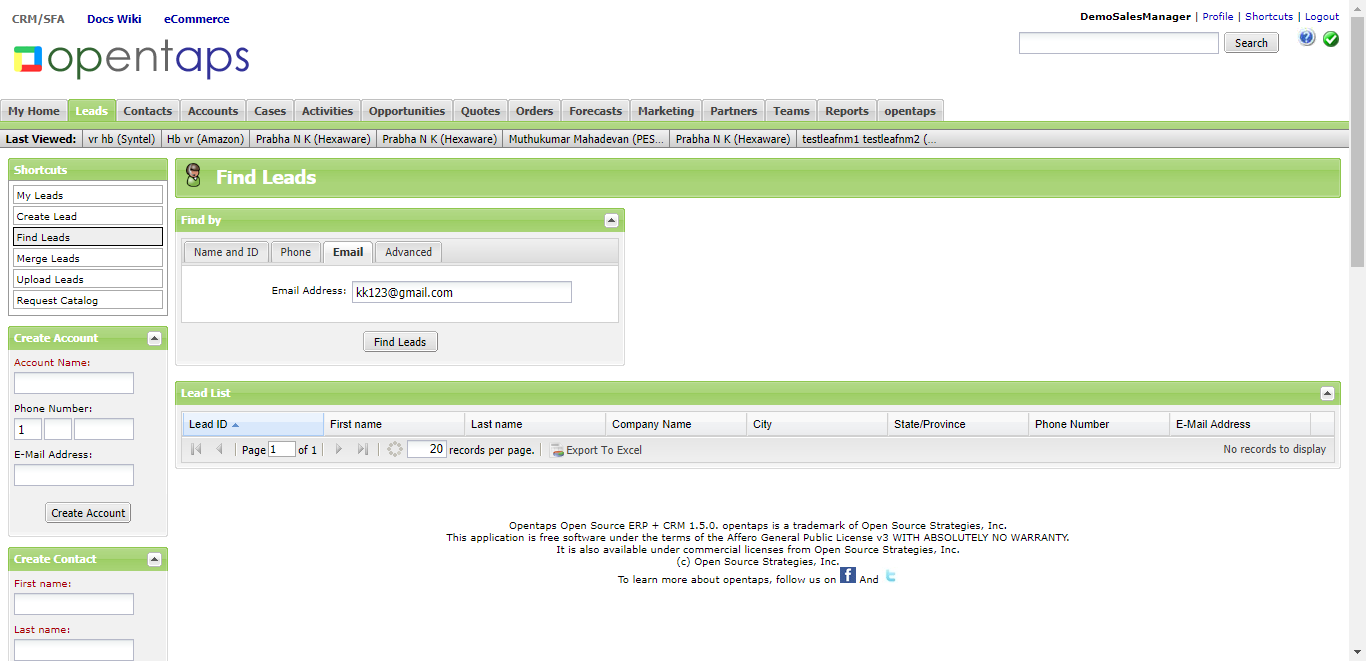 CRM/SFA Docs Wiki eCommerce
DemoSalesManager | Profile | Shortcuts | Logout
opentaps
Search
?
My Home Leads Contacts Accounts Cases Activities Opportunities Quotes Orders Forecasts Marketing Partners Teams Reports opentaps
Last Viewed: vr hb (Syntel) Hb vr (Amazon) Prabha N K (Hexaware) Prabha N K (Hexaware) Muthukumar Mahadevan (PES... Prabha N K (Hexaware) testleafnm1 testleafnm2 (...
Shortcuts
My Leads
Create Lead
Find Leads
Merge Leads
Upload Leads
Request Catalog
Create Account
Account Name:
Phone Number:
1
E-Mail Address:
Create Account
Create Contact
First name:
Last name:
Find Leads
Find by
Name and ID Phone Email Advanced
Email Address: kk123@gmail.com
Find Leads
Lead List
Lead ID First name Last name Company Name City State/Province Phone Number E-Mail Address
Page 1 of 1 20 records per page. Export To Excel No records to display
Opentaps Open Source ERP + CRM 1.5.0. opentaps is a trademark of Open Source Strategies, Inc.
This application is free software under the terms of the Affero General Public License v3 WITH ABSOLUTELY NO WARRANTY.
It is also available under commercial licenses from Open Source Strategies, Inc.
(c) Open Source Strategies, Inc.
To learn more about opentaps, follow us on f And t